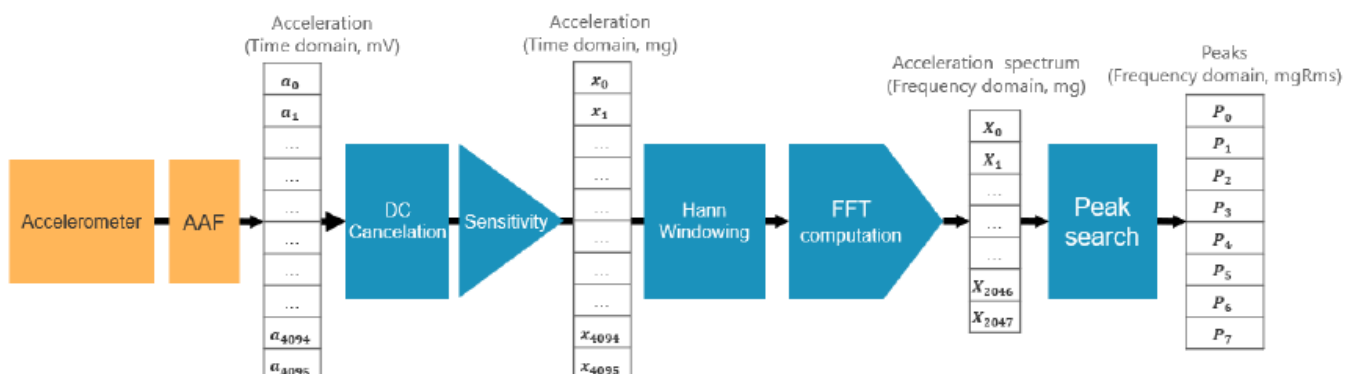 Acceleration
(Time domain, mV)
a₀
a₁
...
...
...
...
...
...
a₄₀₉₄
a₄₀₉₅
Acceleration
(Time domain, mg)
x₀
x₁
...
...
...
...
...
...
x₄₀₉₄
x₄₀₉₅
Acceleration spectrum
(Frequency domain, mg)
X₀
X₁
...
...
...
X₂₀₄₆
X₂₀₄₇
Peaks
(Frequency domain, mgRms)
P₀
P₁
P₂
P₃
P₄
P₅
P₆
P₇
Accelerometer
AAF
DC
Cancelation
Sensitivity
Hann
Windowing
FFT
computation
Peak
search